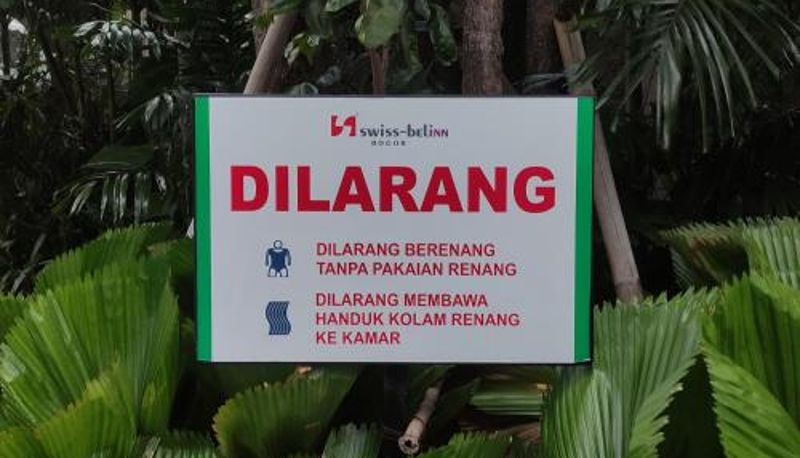 swiss-belinn
BOGOR
DILARANG
DILARANG BERENANG
TANPA PAKAIAN RENANG
DILARANG MEMBAWA
HANDUK KOLAM RENANG
KE KAMAR